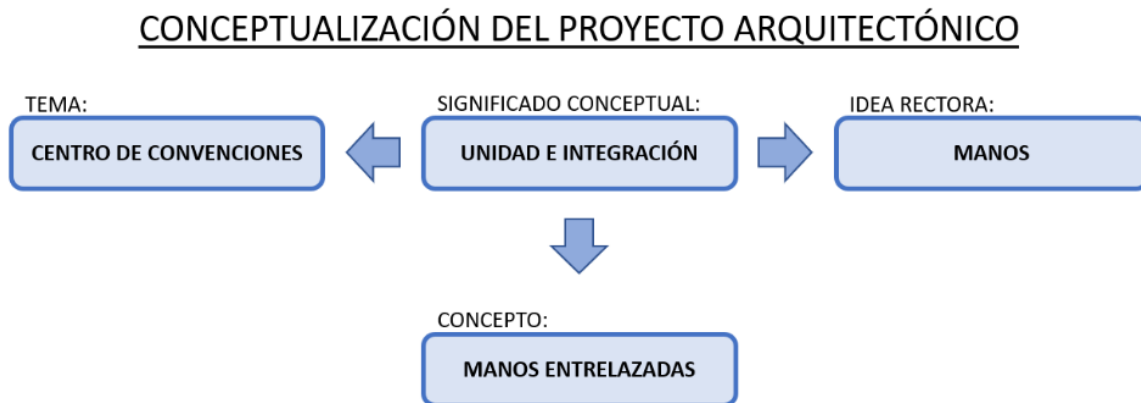 CONCEPTUALIZACIÓN DEL PROYECTO ARQUITECTÓNICO
TEMA:
CENTRO DE CONVENCIONES
SIGNIFICADO CONCEPTUAL:
UNIDAD E INTEGRACIÓN
IDEA RECTORA:
MANOS
CONCEPTO:
MANOS ENTRELAZADAS